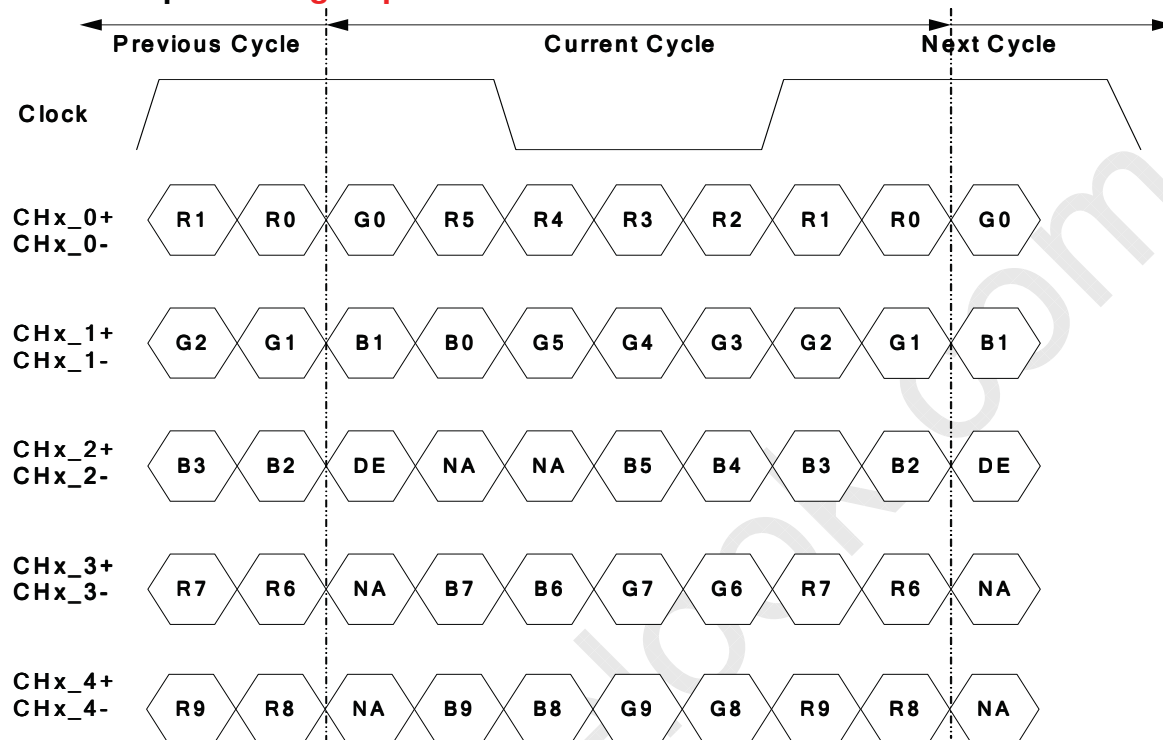 Previous Cycle Current Cycle Next Cycle
Clock
CHx_0+
CHx_0-
R1 R0 G0 R5 R4 R3 R2 R1 R0 G0
CHx_1+
CHx_1-
G2 G1 B1 B0 G5 G4 G3 G2 G1 B1
CHx_2+
CHx_2-
B3 B2 DE NA NA B5 B4 B3 B2 DE
CHx_3+
CHx_3-
R7 R6 NA B7 B6 G7 G6 R7 R6 NA
CHx_4+
CHx_4-
R9 R8 NA B9 B8 G9 G8 R9 R8 NA